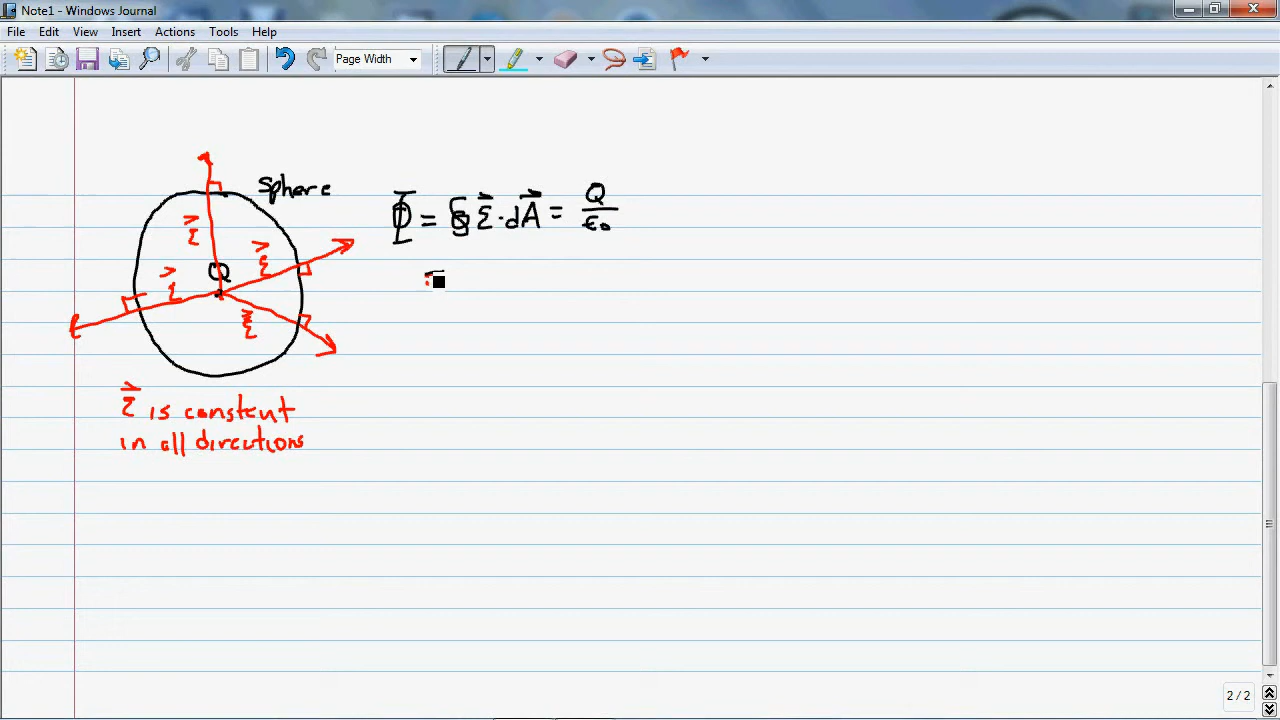 Note1 - Windows Journal
File Edit View Insert Actions Tools Help
Page Width
sphere
Φ = ∮ E⃗ · dA⃗ = Q/ε₀
E⃗
E⃗
Q
E⃗
E⃗
=
E⃗ is constent
in all directions
2 / 2